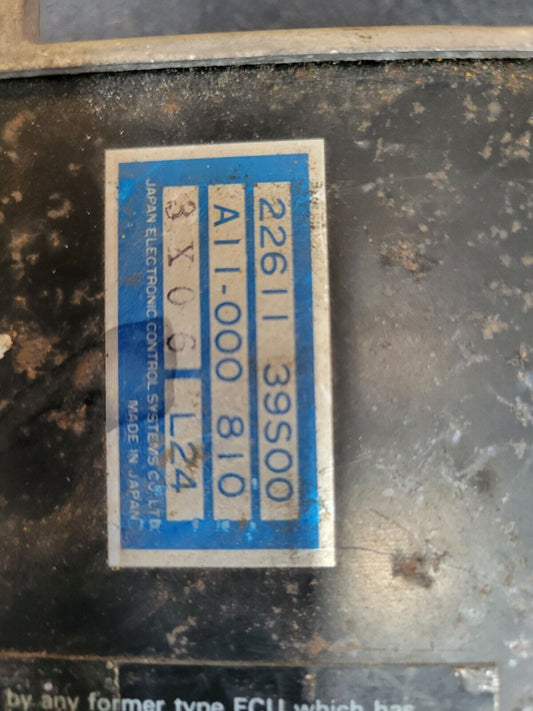 22611 39S00
A11-000 810
3X06 L24
JAPAN ELECTRONIC CONTROL SYSTEMS CO., LTD.
MADE IN JAPAN
by any former type ECU which has